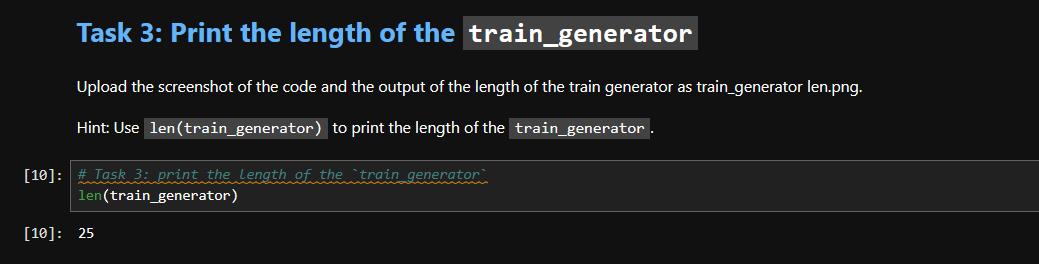 Task 3: Print the length of the train_generator
Upload the screenshot of the code and the output of the length of the train generator as train_generator len.png.
Hint: Use len(train_generator) to print the length of the train_generator.
[10]: # Task 3: print the length of the `train_generator`
len(train_generator)
[10]: 25